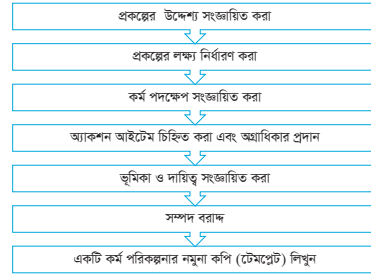 প্রকল্পের উদ্দেশ্য সংজ্ঞায়িত করা
প্রকল্পের লক্ষ্য নির্ধারণ করা
কর্ম পদক্ষেপ সংজ্ঞায়িত করা
অ্যাকশন আইটেম চিহ্নিত করা এবং অগ্রাধিকার প্রদান
ভূমিকা ও দায়িত্ব সংজ্ঞায়িত করা
সম্পদ বরাদ্দ
একটি কর্ম পরিকল্পনার নমুনা কপি (টেমপ্লেট) লিখুন